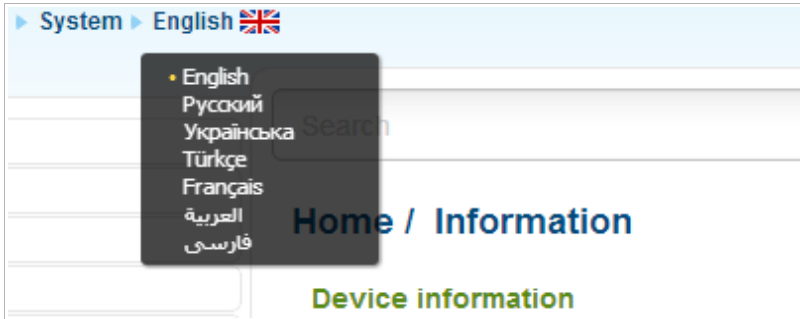 System English
• English
Русский
Українська
Türkçe
Français
العربية
فارسی
Search
Home / Information
Device information